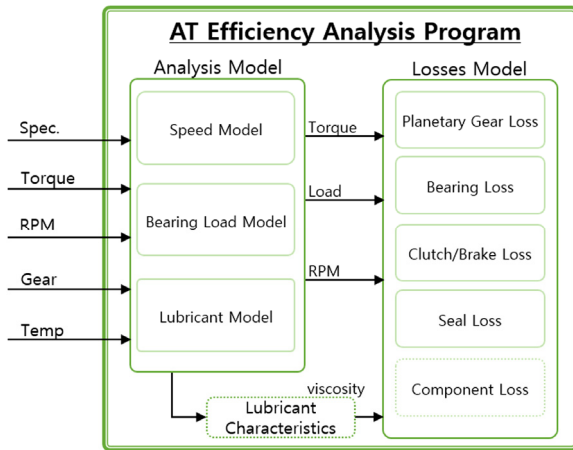 AT Efficiency Analysis Program
Analysis Model
Losses Model
Spec.
Torque
RPM
Gear
Temp
Speed Model
Bearing Load Model
Lubricant Model
Torque
Load
RPM
viscosity
Lubricant
Characteristics
Planetary Gear Loss
Bearing Loss
Clutch/Brake Loss
Seal Loss
Component Loss